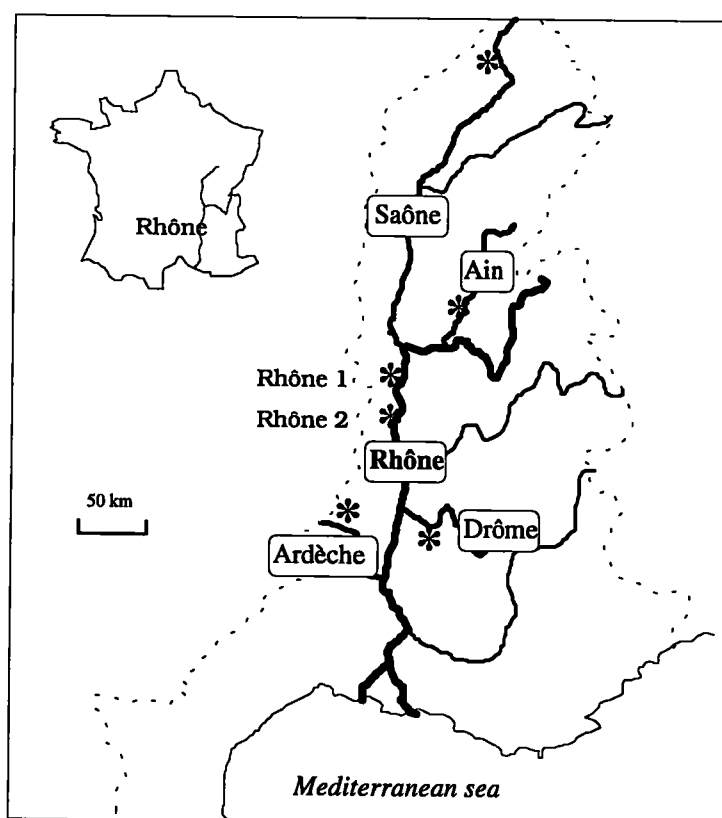 Rhône
Saône
Ain
Rhône 1
Rhône 2
Rhône
50 km
Drôme
Ardèche
Mediterranean sea